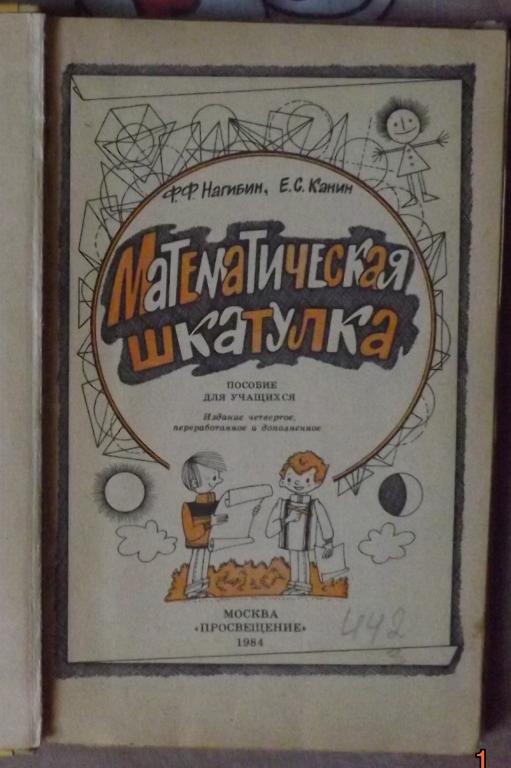 Ф.Ф. Нагибин, Е.С. Канин
Математическая
шкатулка
ПОСОБИЕ
ДЛЯ УЧАЩИХСЯ
Издание четвертое,
переработанное и дополненное
МОСКВА
«ПРОСВЕЩЕНИЕ»
1984
442
1